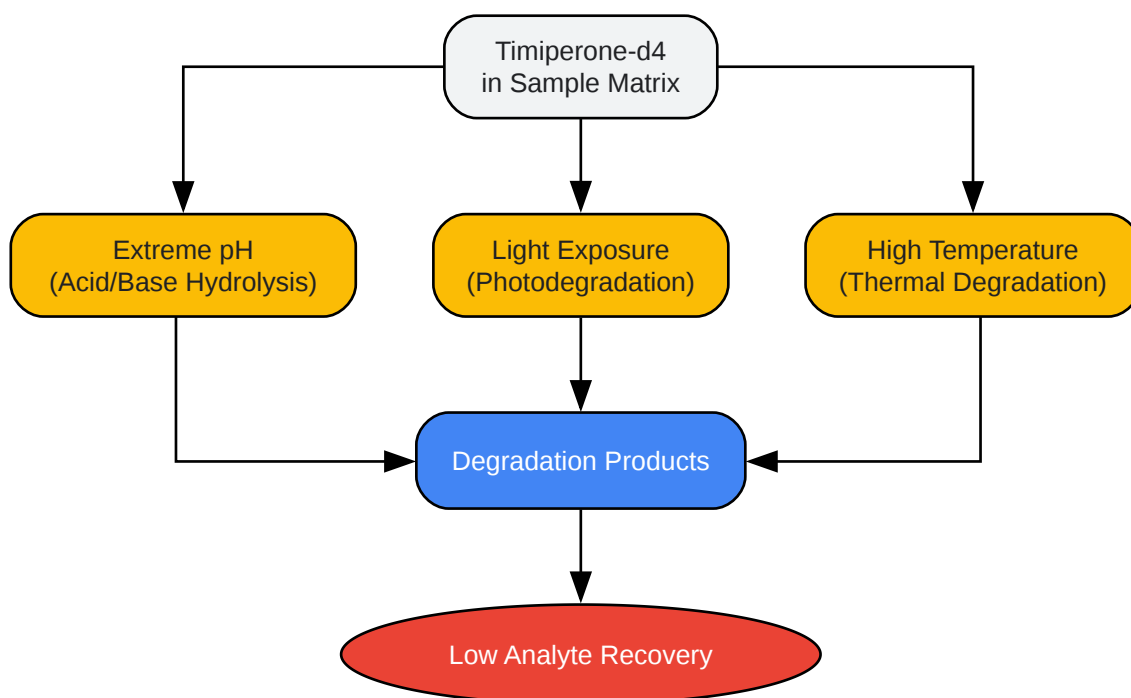 Timiperone-d4
in Sample Matrix
Extreme pH
(Acid/Base Hydrolysis)
Light Exposure
(Photodegradation)
High Temperature
(Thermal Degradation)
Degradation Products
Low Analyte Recovery